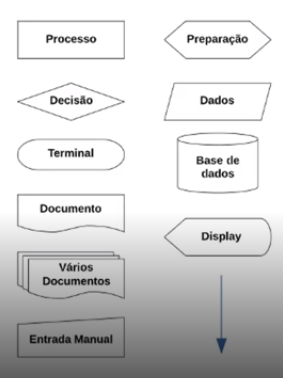 Processo
Preparação
Decisão
Dados
Terminal
Base de
dados
Documento
Display
Vários
Documentos
Entrada Manual